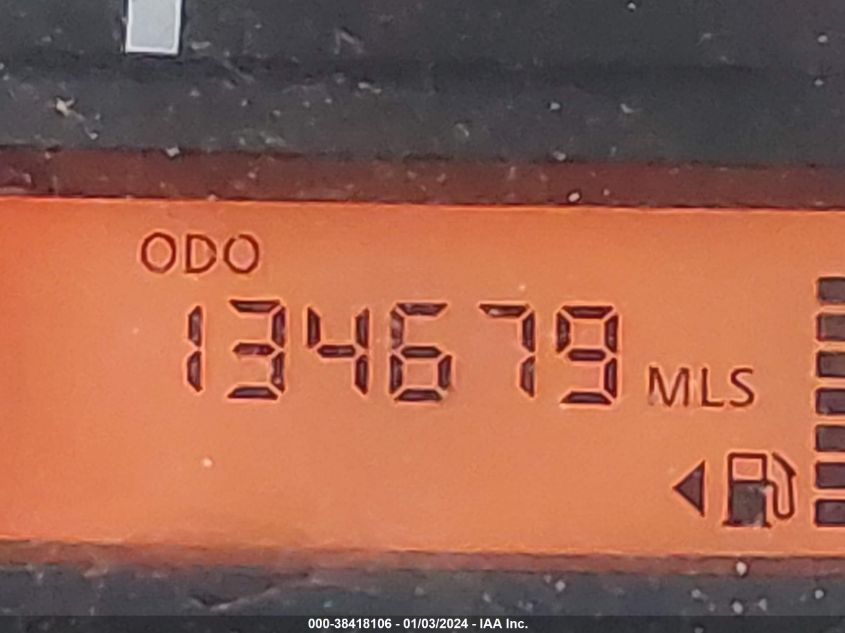 ODO
134679 MLS
000-38418106 - 01/03/2024 - IAA Inc.